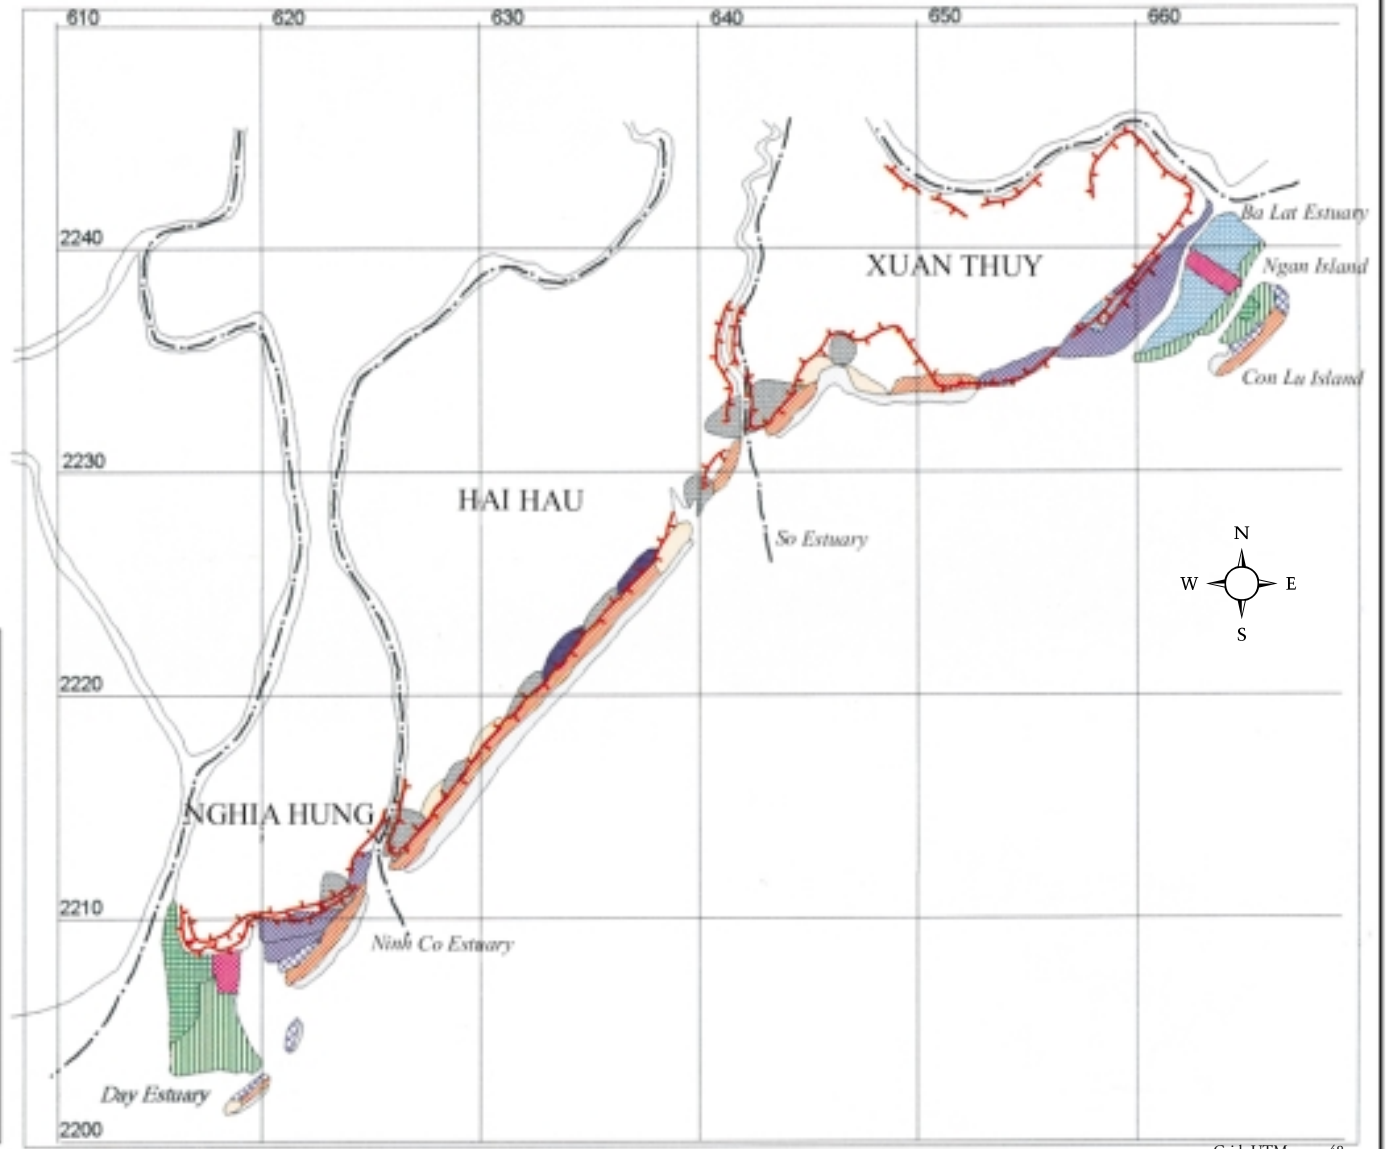 610 620 630 640 650 660
Ba Lat Estuary
2240
XUAN THUY
Ngan Island
Con Lu Island
2230
HAI HAU
So Estuary
N
W E
S
2220
NGHIA HUNG
2210
Ninh Co Estuary
Day Estuary
2200